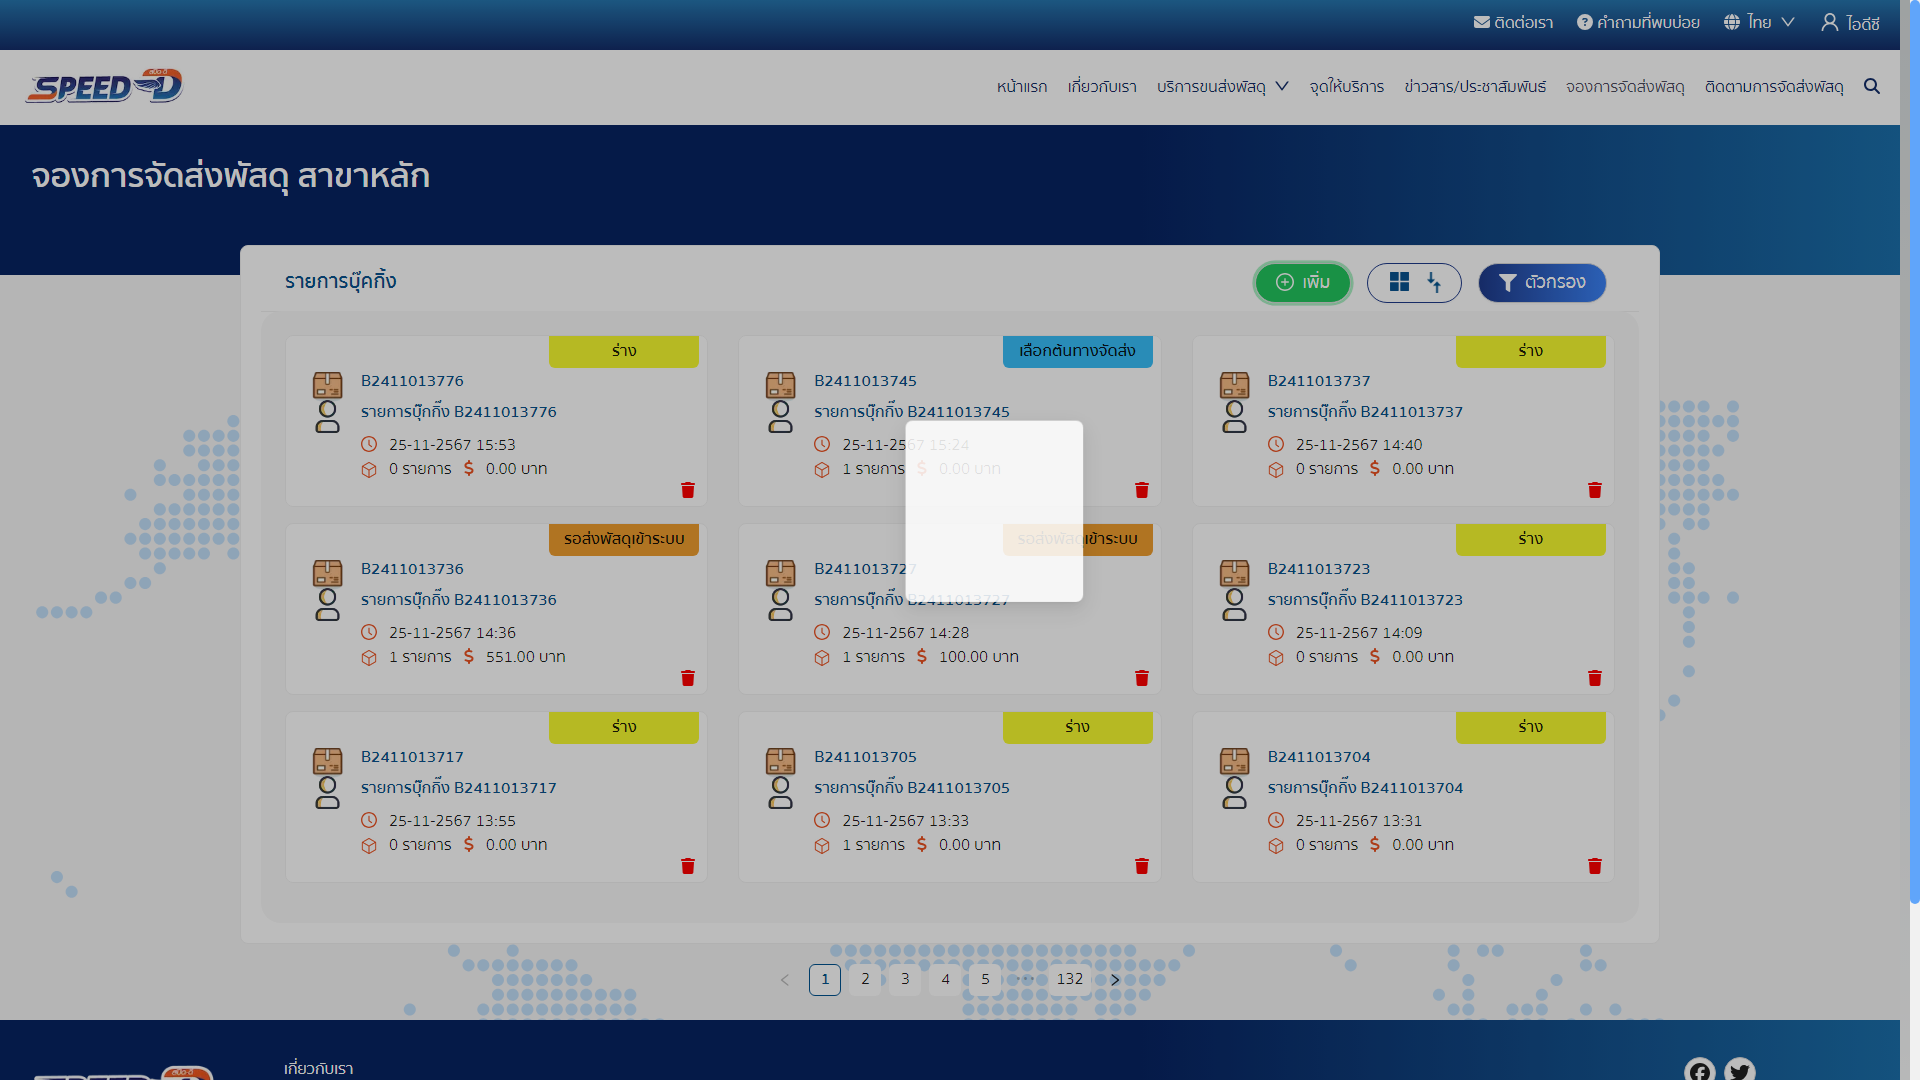 ติดต่อเรา คำถามที่พบบ่อย ไทย ไอดีซี
SPEED-D
หน้าแรก เกี่ยวกับเรา บริการขนส่งพัสดุ จุดให้บริการ ข่าวสาร/ประชาสัมพันธ์ จองการจัดส่งพัสดุ ติดตามการจัดส่งพัสดุ
จองการจัดส่งพัสดุ สาขาหลัก
รายการบุ๊คกิ้ง
เพิ่ม
ตัวกรอง
ร่าง
B2411013776
รายการบุ๊กกิ๊ง B2411013776
25-11-2567 15:53
0 รายการ 0.00 บาท
เลือกต้นทางจัดส่ง
B2411013745
รายการบุ๊กกิ๊ง B2411013745
25-11-2567 15:24
1 รายการ 0.00 บาท
ร่าง
B2411013737
รายการบุ๊กกิ๊ง B2411013737
25-11-2567 14:40
0 รายการ 0.00 บาท
รอส่งพัสดุเข้าระบบ
B2411013736
รายการบุ๊กกิ๊ง B2411013736
25-11-2567 14:36
1 รายการ 551.00 บาท
รอส่งพัสดุเข้าระบบ
B2411013727
รายการบุ๊กกิ๊ง B2411013727
25-11-2567 14:28
1 รายการ 100.00 บาท
ร่าง
B2411013723
รายการบุ๊กกิ๊ง B2411013723
25-11-2567 14:09
0 รายการ 0.00 บาท
ร่าง
B2411013717
รายการบุ๊กกิ๊ง B2411013717
25-11-2567 13:55
0 รายการ 0.00 บาท
ร่าง
B2411013705
รายการบุ๊กกิ๊ง B2411013705
25-11-2567 13:33
1 รายการ 0.00 บาท
ร่าง
B2411013704
รายการบุ๊กกิ๊ง B2411013704
25-11-2567 13:31
0 รายการ 0.00 บาท
1 2 3 4 5 ••• 132
เกี่ยวกับเรา